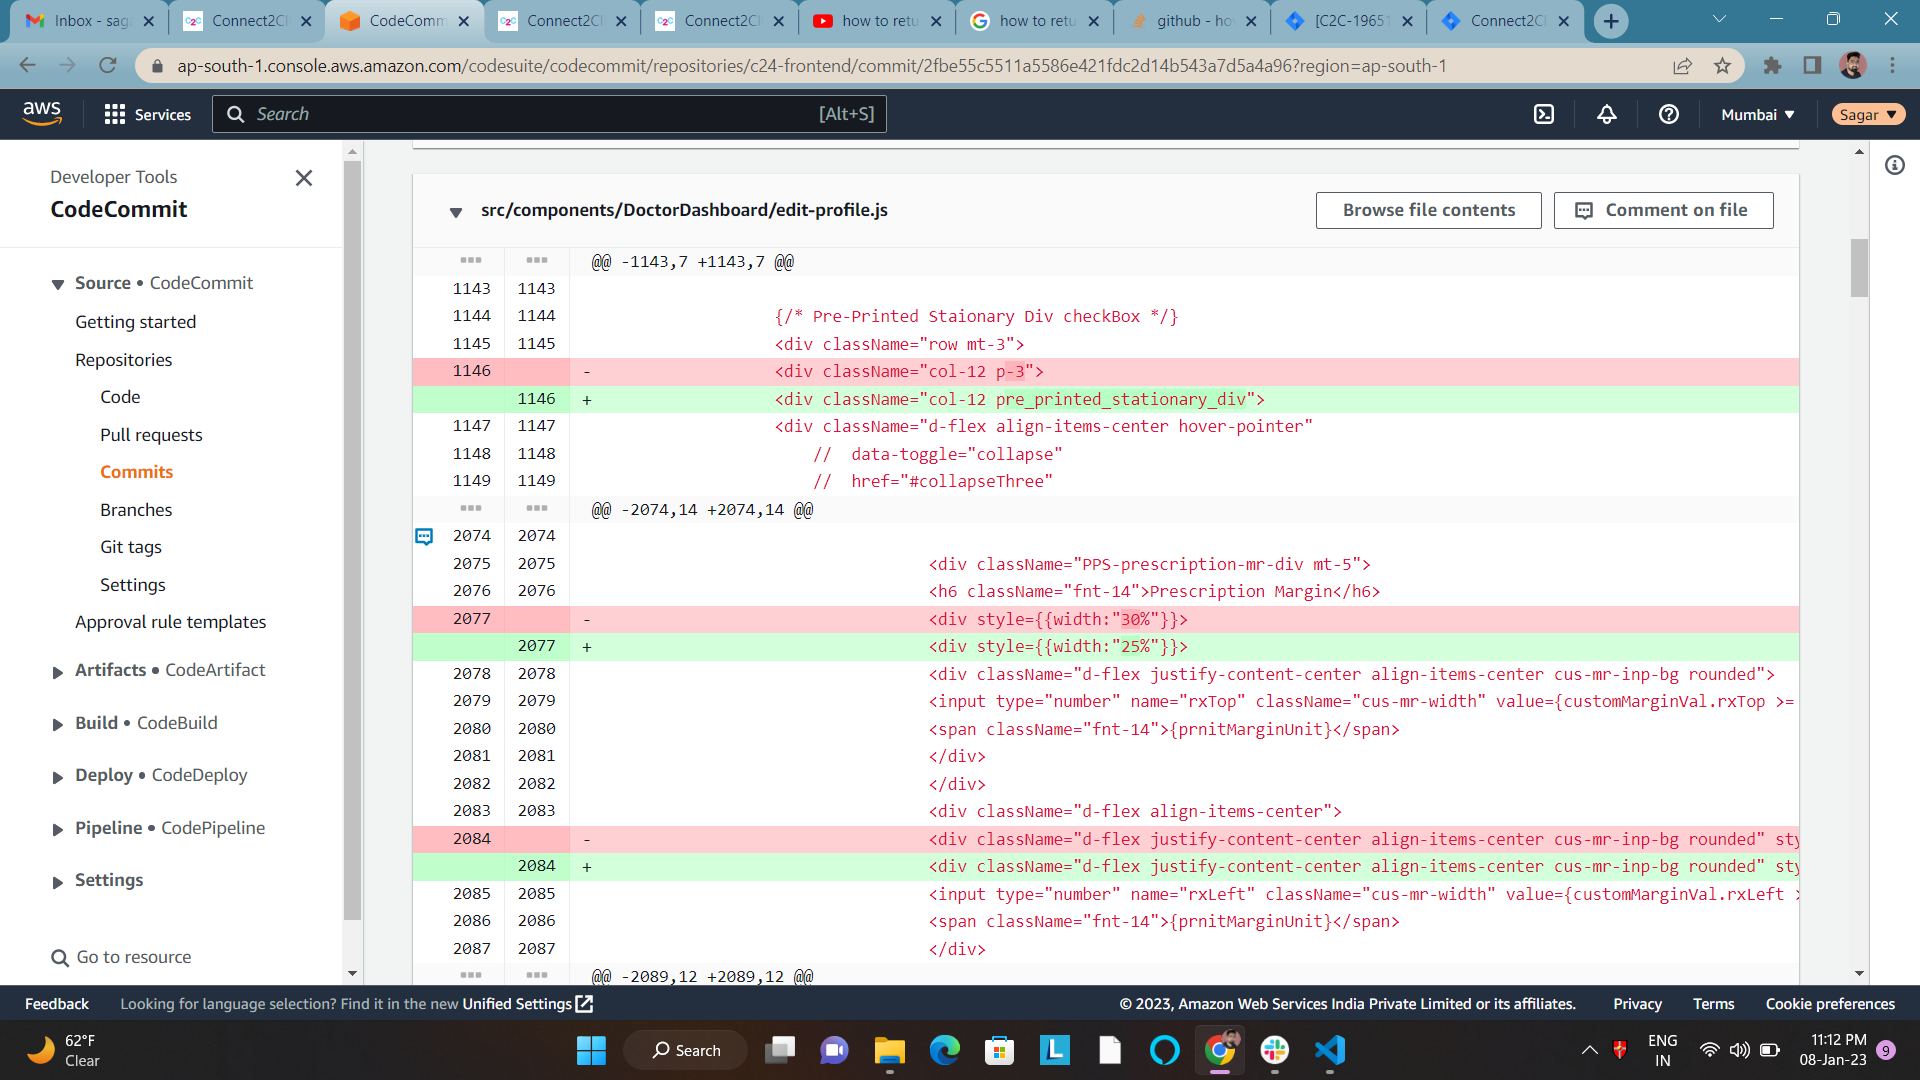 Inbox - sag
Connect2Cl
CodeComm
Connect2Cl
Connect2Cl
how to retu
how to retu
github - ho
[C2C-19651
Connect2Cl
ap-south-1.console.aws.amazon.com/codesuite/codecommit/repositories/c24-frontend/commit/2fbe55c5511a5586e421fdc2d14b543a7d5a4a96?region=ap-south-1
aws
Services
Search
[Alt+S]
Mumbai
Sagar
Developer Tools
CodeCommit
Source • CodeCommit
Getting started
Repositories
Code
Pull requests
Commits
Branches
Git tags
Settings
Approval rule templates
Artifacts • CodeArtifact
Build • CodeBuild
Deploy • CodeDeploy
Pipeline • CodePipeline
Settings
Go to resource
src/components/DoctorDashboard/edit-profile.js
Browse file contents
Comment on file
@@ -1143,7 +1143,7 @@
1143 1143
1144 1144 {/* Pre-Printed Staionary Div checkBox */}
1145 1145 <div className="row mt-3">
1146 - <div className="col-12 p-3">
1146 + <div className="col-12 pre_printed_stationary_div">
1147 1147 <div className="d-flex align-items-center hover-pointer"
1148 1148 // data-toggle="collapse"
1149 1149 // href="#collapseThree"
@@ -2074,14 +2074,14 @@
2074 2074
2075 2075 <div className="PPS-prescription-mr-div mt-5">
2076 2076 <h6 className="fnt-14">Prescription Margin</h6>
2077 - <div style={{width:"30%"}}>
2077 + <div style={{width:"25%"}}>
2078 2078 <div className="d-flex justify-content-center align-items-center cus-mr-inp-bg rounded">
2079 2079 <input type="number" name="rxTop" className="cus-mr-width" value={customMarginVal.rxTop >=
2080 2080 <span className="fnt-14">{prnitMarginUnit}</span>
2081 2081 </div>
2082 2082 </div>
2083 2083 <div className="d-flex align-items-center">
2084 - <div className="d-flex justify-content-center align-items-center cus-mr-inp-bg rounded" sty
2084 + <div className="d-flex justify-content-center align-items-center cus-mr-inp-bg rounded" sty
2085 2085 <input type="number" name="rxLeft" className="cus-mr-width" value={customMarginVal.rxLeft >
2086 2086 <span className="fnt-14">{prnitMarginUnit}</span>
2087 2087 </div>
@@ -2089,12 +2089,12 @@
Feedback
Looking for language selection? Find it in the new Unified Settings
© 2023, Amazon Web Services India Private Limited or its affiliates.
Privacy
Terms
Cookie preferences
62°F
Clear
Search
L
ENG
IN
11:12 PM
08-Jan-23
9